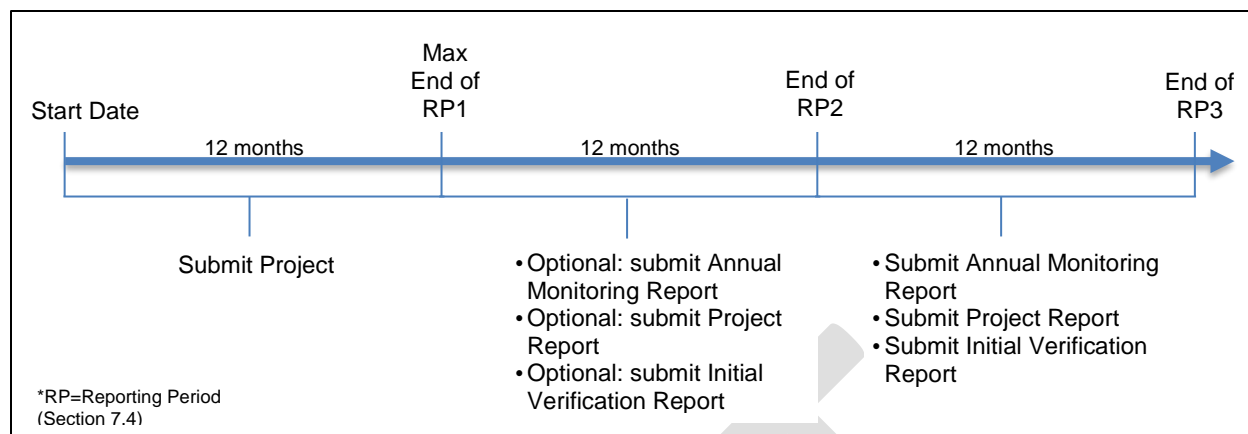 Start Date
Max
End of
RP1
End of
RP2
End of
RP3
12 months
12 months
12 months
Submit Project
• Optional: submit Annual
Monitoring Report
• Optional: submit Project
Report
• Optional: submit Initial
Verification Report
• Submit Annual Monitoring
Report
• Submit Project Report
• Submit Initial Verification
Report
*RP=Reporting Period
(Section 7.4)